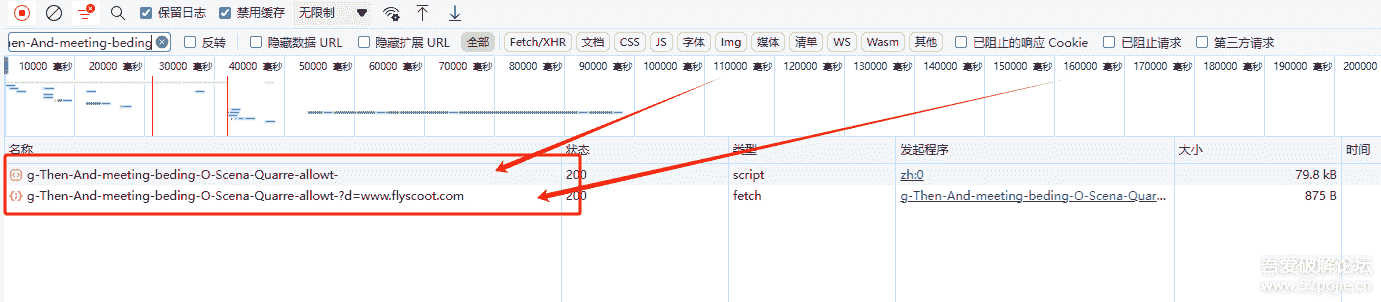 保留日志 禁用缓存 无限制
hen-And-meeting-beding 反转 隐藏数据 URL 隐藏扩展 URL 全部 Fetch/XHR 文档 CSS JS 字体 Img 媒体 清单 WS Wasm 其他 已阻止的响应 Cookie 已阻止请求 第三方请求
10000 毫秒 20000 毫秒 30000 毫秒 40000 毫秒 50000 毫秒 60000 毫秒 70000 毫秒 80000 毫秒 90000 毫秒 100000 毫秒 110000 毫秒 120000 毫秒 130000 毫秒 140000 毫秒 150000 毫秒 160000 毫秒 170000 毫秒 180000 毫秒 190000 毫秒 200000
名称 状态 类型 发起程序 大小 时间
g-Then-And-meeting-beding-O-Scena-Quarre-allowt- 200 script zh:0 79.8 kB
g-Then-And-meeting-beding-O-Scena-Quarre-allowt-?d=www.flyscoot.com 200 fetch g-Then-And-meeting-beding-O-Scena-Quar... 875 B
吾爱破解论坛
www.52pojie.cn